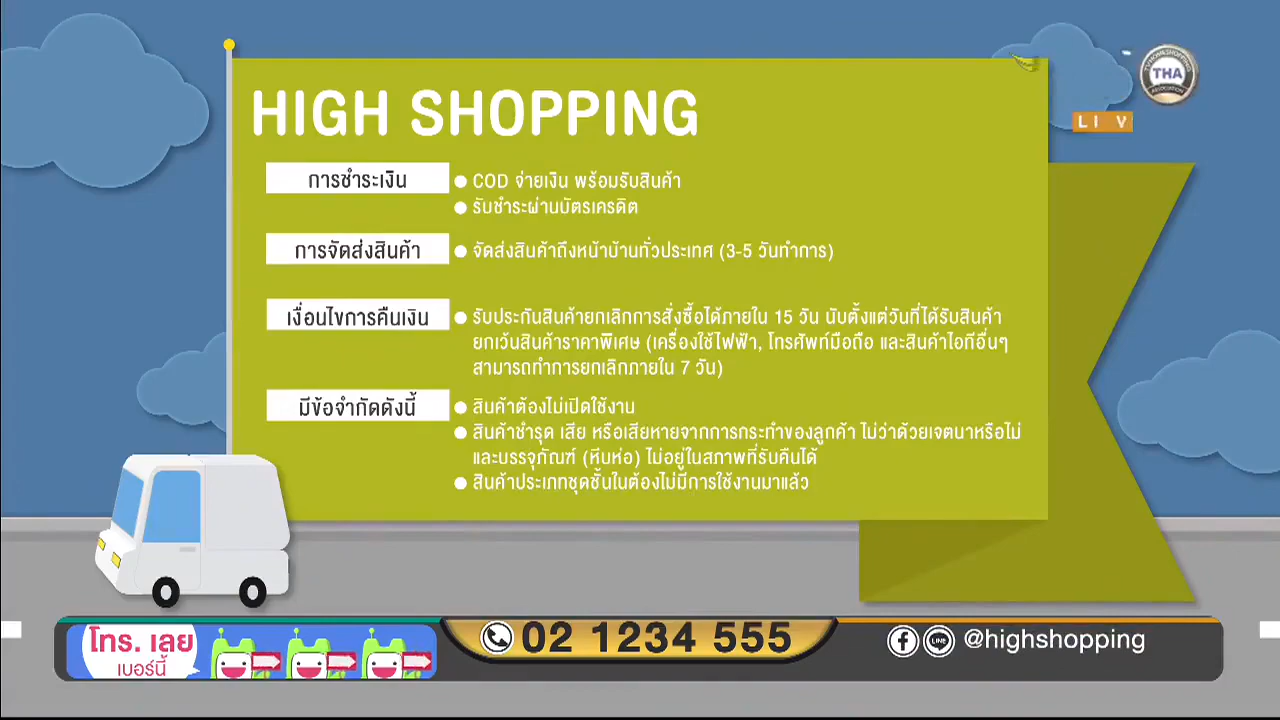 HIGH SHOPPING
THA
LI V
การชำระเงิน
● COD จ่ายเงิน พร้อมรับสินค้า
● รับชำระผ่านบัตรเครดิต
การจัดส่งสินค้า
● จัดส่งสินค้าถึงหน้าบ้านทั่วประเทศ (3-5 วันทำการ)
เงื่อนไขการคืนเงิน
● รับประกันสินค้ายกเลิกการสั่งซื้อได้ภายใน 15 วัน นับตั้งแต่วันที่ได้รับสินค้า
ยกเว้นสินค้าราคาพิเศษ (เครื่องใช้ไฟฟ้า, โทรศัพท์มือถือ และสินค้าไอทีอื่นๆ
สามารถทำการยกเลิกภายใน 7 วัน)
มีข้อจำกัดดังนี้
● สินค้าต้องไม่เปิดใช้งาน
● สินค้าชำรุด เสีย หรือเสียหายจากการกระทำของลูกค้า ไม่ว่าด้วยเจตนาหรือไม่
และบรรจุภัณฑ์ (หีบห่อ) ไม่อยู่ในสภาพที่รับคืนได้
● สินค้าประเภทชุดชั้นในต้องไม่มีการใช้งานมาแล้ว
โทร. เลย
เบอร์นี้
02 1234 555
LINE
@highshopping